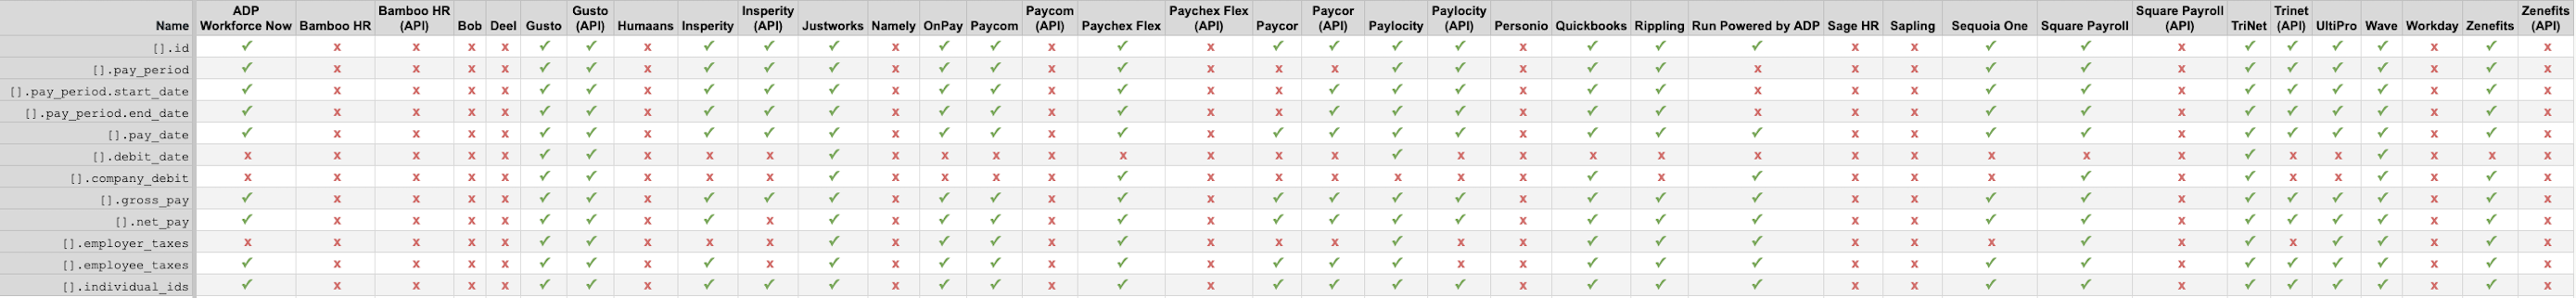 ADP Bamboo HR Gusto Insperity Paycom Paychex Flex Paycor Paylocity Square Payroll Trinet Zenefits
Name Workforce Now Bamboo HR (API) Bob Deel Gusto (API) Humaans Insperity (API) Justworks Namely OnPay Paycom (API) Paychex Flex (API) Paycor (API) Paylocity (API) Personio Quickbooks Rippling Run Powered by ADP Sage HR Sapling Sequoia One Square Payroll (API) TriNet (API) UltiPro Wave Workday Zenefits (API)
[].id ✓ x x x x ✓ ✓ x ✓ ✓ ✓ x ✓ ✓ x ✓ x ✓ ✓ ✓ ✓ x ✓ ✓ ✓ x x ✓ ✓ x ✓ ✓ ✓ ✓ x ✓ x
[].pay_period ✓ x x x x ✓ ✓ x ✓ ✓ ✓ x ✓ ✓ x ✓ x x x ✓ ✓ x ✓ ✓ x x x ✓ ✓ x ✓ ✓ ✓ ✓ x ✓ x
[].pay_period.start_date ✓ x x x x ✓ ✓ x ✓ ✓ ✓ x ✓ ✓ x ✓ x x ✓ ✓ ✓ x ✓ ✓ x x x ✓ ✓ x ✓ ✓ ✓ ✓ x ✓ x
[].pay_period.end_date ✓ x x x x ✓ ✓ x ✓ ✓ ✓ x ✓ ✓ x ✓ x x ✓ ✓ ✓ x ✓ ✓ x x x ✓ ✓ x ✓ ✓ ✓ ✓ x ✓ x
[].pay_date ✓ x x x x ✓ ✓ x ✓ ✓ ✓ x ✓ ✓ x ✓ x ✓ ✓ ✓ ✓ x ✓ ✓ ✓ x x ✓ ✓ x ✓ ✓ ✓ ✓ x ✓ x
[].debit_date x x x x x ✓ ✓ x x x ✓ x x x x x x x x ✓ x x x x x x x x x x ✓ x x ✓ x x x
[].company_debit x x x x x ✓ ✓ x x x ✓ x x x x ✓ x x x x x x ✓ x ✓ x x x ✓ x ✓ x x ✓ x ✓ x
[].gross_pay ✓ x x x x ✓ ✓ x ✓ ✓ ✓ x ✓ ✓ x ✓ x ✓ ✓ ✓ ✓ x ✓ ✓ ✓ x x ✓ ✓ x ✓ ✓ ✓ ✓ x ✓ x
[].net_pay ✓ x x x x ✓ ✓ x ✓ x ✓ x ✓ ✓ x ✓ x ✓ ✓ ✓ ✓ x ✓ ✓ ✓ x x ✓ ✓ x ✓ ✓ ✓ ✓ x ✓ x
[].employer_taxes x x x x x ✓ ✓ x x x ✓ x ✓ ✓ x ✓ x x x ✓ x x ✓ ✓ ✓ x x x ✓ x ✓ x ✓ ✓ x ✓ x
[].employee_taxes ✓ x x x x ✓ ✓ x ✓ x ✓ x ✓ ✓ x ✓ x ✓ ✓ ✓ x x ✓ ✓ ✓ x x ✓ ✓ x ✓ ✓ ✓ ✓ x ✓ x
[].individual_ids ✓ x x x x ✓ ✓ x ✓ ✓ ✓ x ✓ ✓ x ✓ x ✓ ✓ ✓ ✓ x ✓ ✓ ✓ x x ✓ ✓ x ✓ ✓ ✓ ✓ x ✓ x